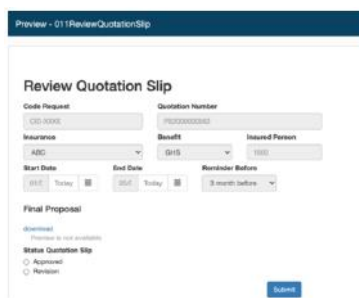 Preview - 011ReviewQuotationSlip
Review Quotation Slip
Code Request Quotation Number
Insurance Benefit Insured Person
ABC GHS
Start Date End Date Reminder Before
Today Today 3 month before
Final Proposal
download
Preview is not available
Status Quotation Slip
Approved
Revision
Submit